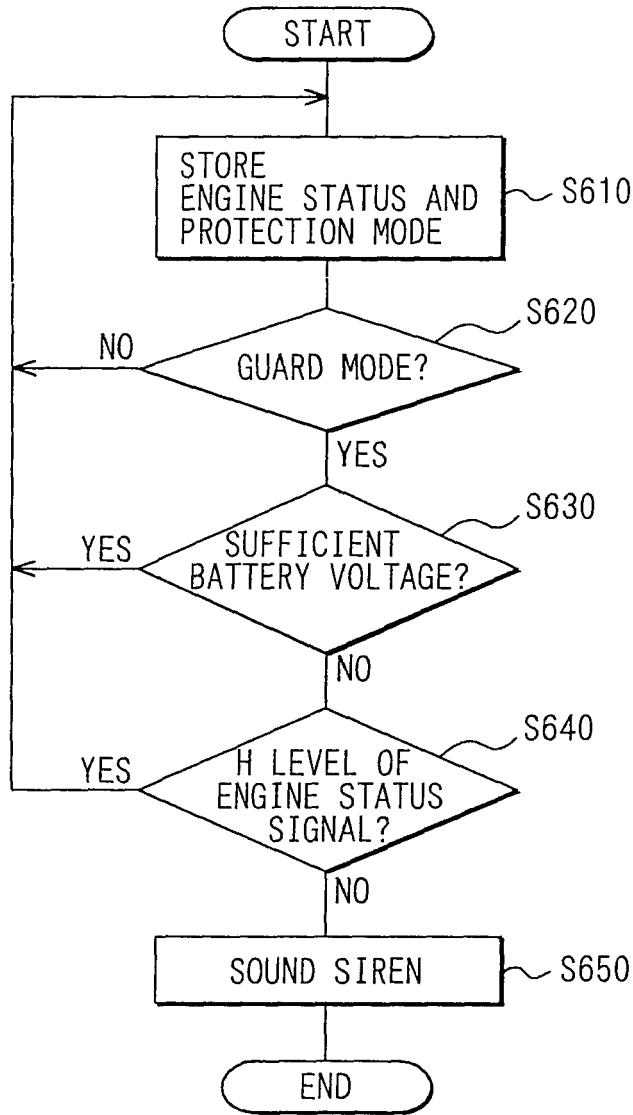 START
STORE
ENGINE STATUS AND
PROTECTION MODE
S610
S620
NO
GUARD MODE?
YES
S630
YES
SUFFICIENT
BATTERY VOLTAGE?
NO
S640
YES
H LEVEL OF
ENGINE STATUS
SIGNAL?
NO
SOUND SIREN
S650
END